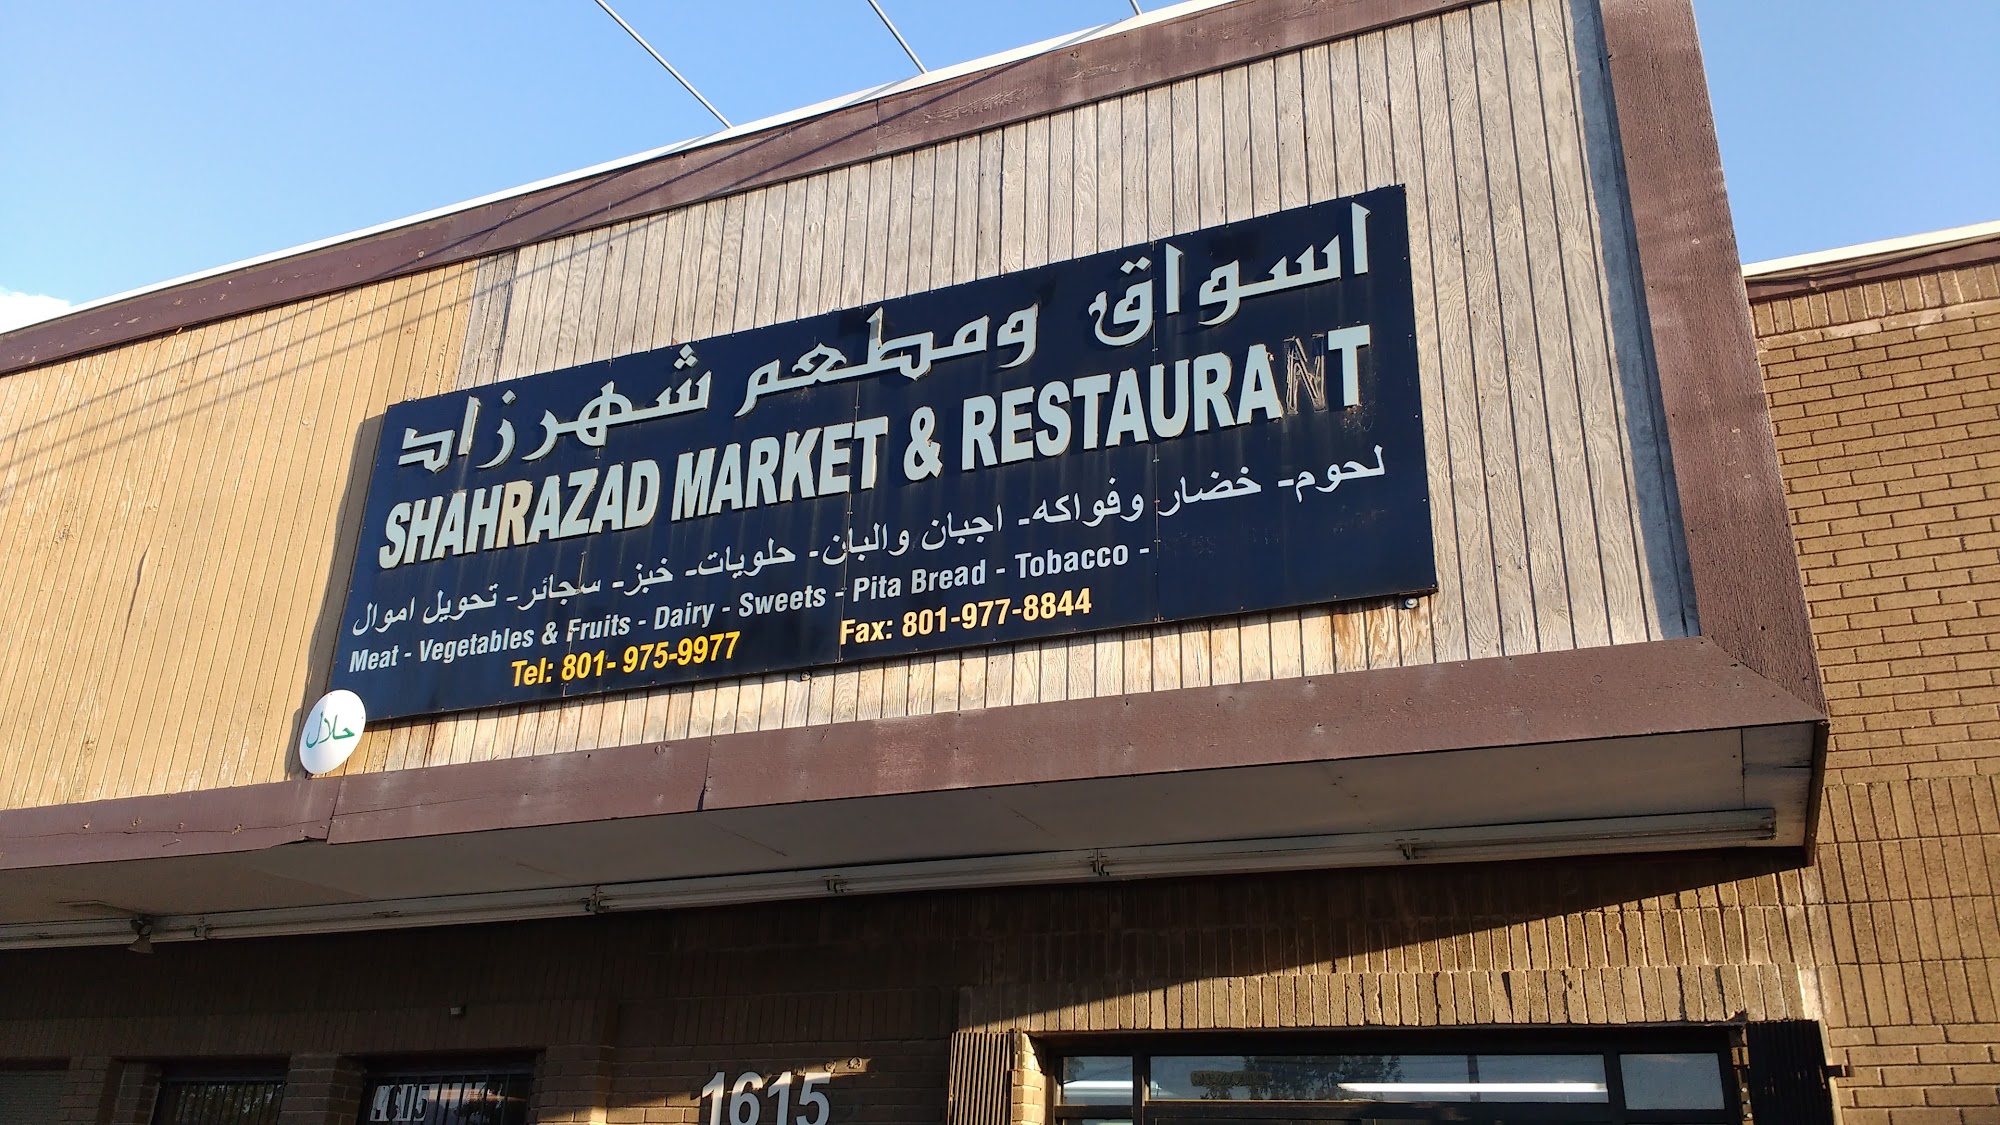 اسواق ومطعم شهرزاد
SHAHRAZAD MARKET & RESTAURANT
لحوم- خضار وفواكه- اجبان والبان- حلويات- خبز- سجائر- تحويل اموال
Meat - Vegetables & Fruits - Dairy - Sweets - Pita Bread - Tobacco -
Tel: 801- 975-9977 Fax: 801-977-8844
حلال
1615